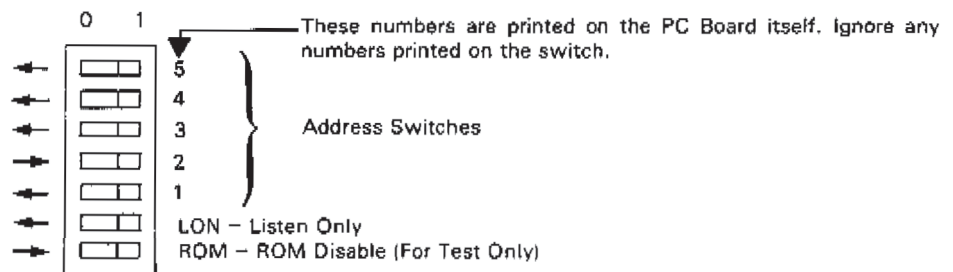 0 1
These numbers are printed on the PC Board itself. Ignore any
numbers printed on the switch.
5
4
3
Address Switches
2
1
LON – Listen Only
ROM – ROM Disable (For Test Only)